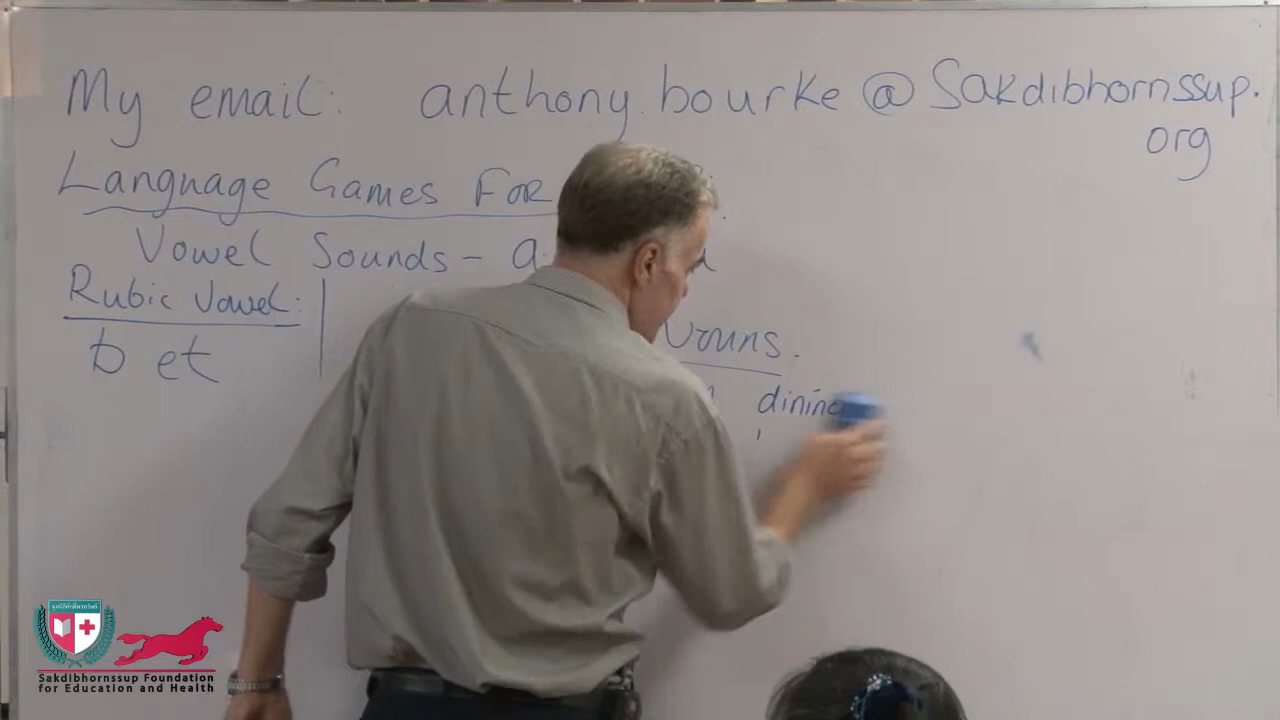 My email: anthony.bourke@Sakdibhornssup.
org
Language Games For
Vowel Sounds - a
Rubic Vowel:
b et
Nouns.
dining
Sakdibhornssup Foundation
for Education and Health